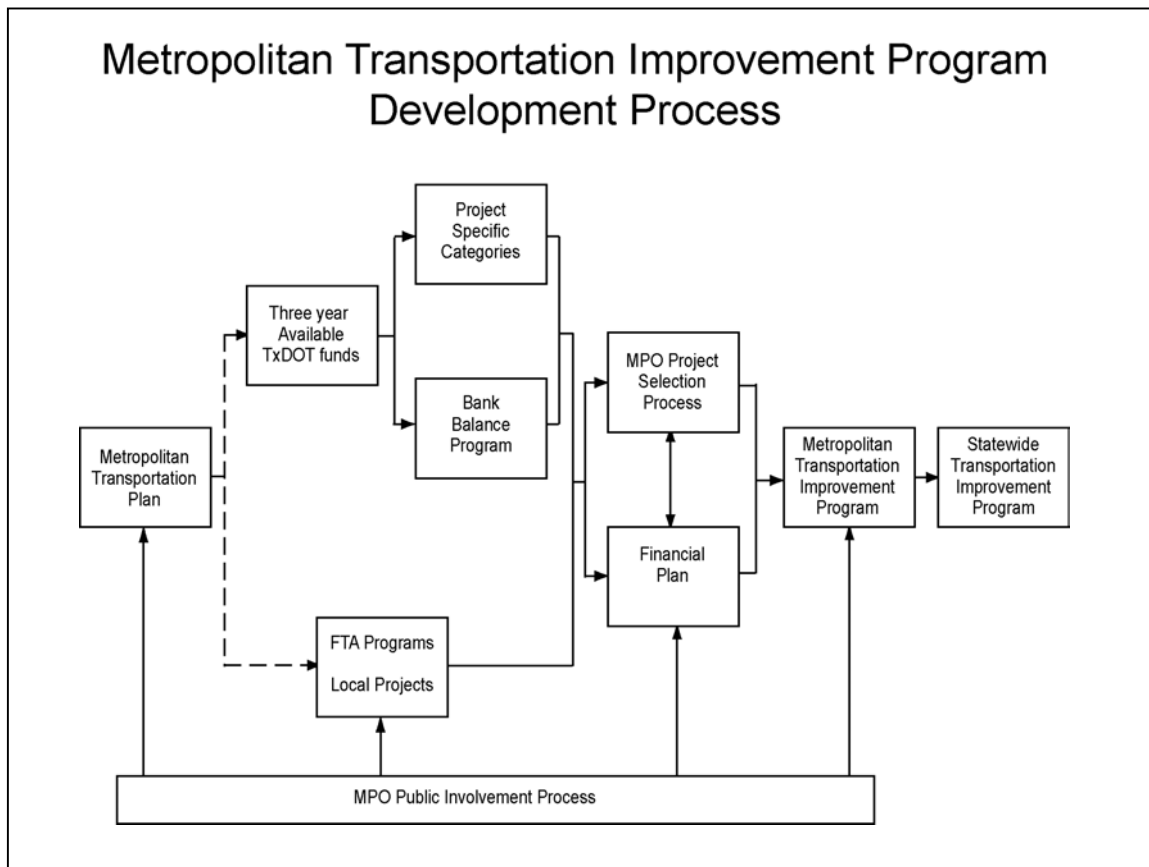 Metropolitan Transportation Improvement Program
Development Process
Project
Specific
Categories
Three year
Available
TxDOT funds
Bank
Balance
Program
MPO Project
Selection
Process
Metropolitan
Transportation
Plan
Metropolitan
Transportation
Improvement
Program
Statewide
Transportation
Improvement
Program
Financial
Plan
FTA Programs
Local Projects
MPO Public Involvement Process